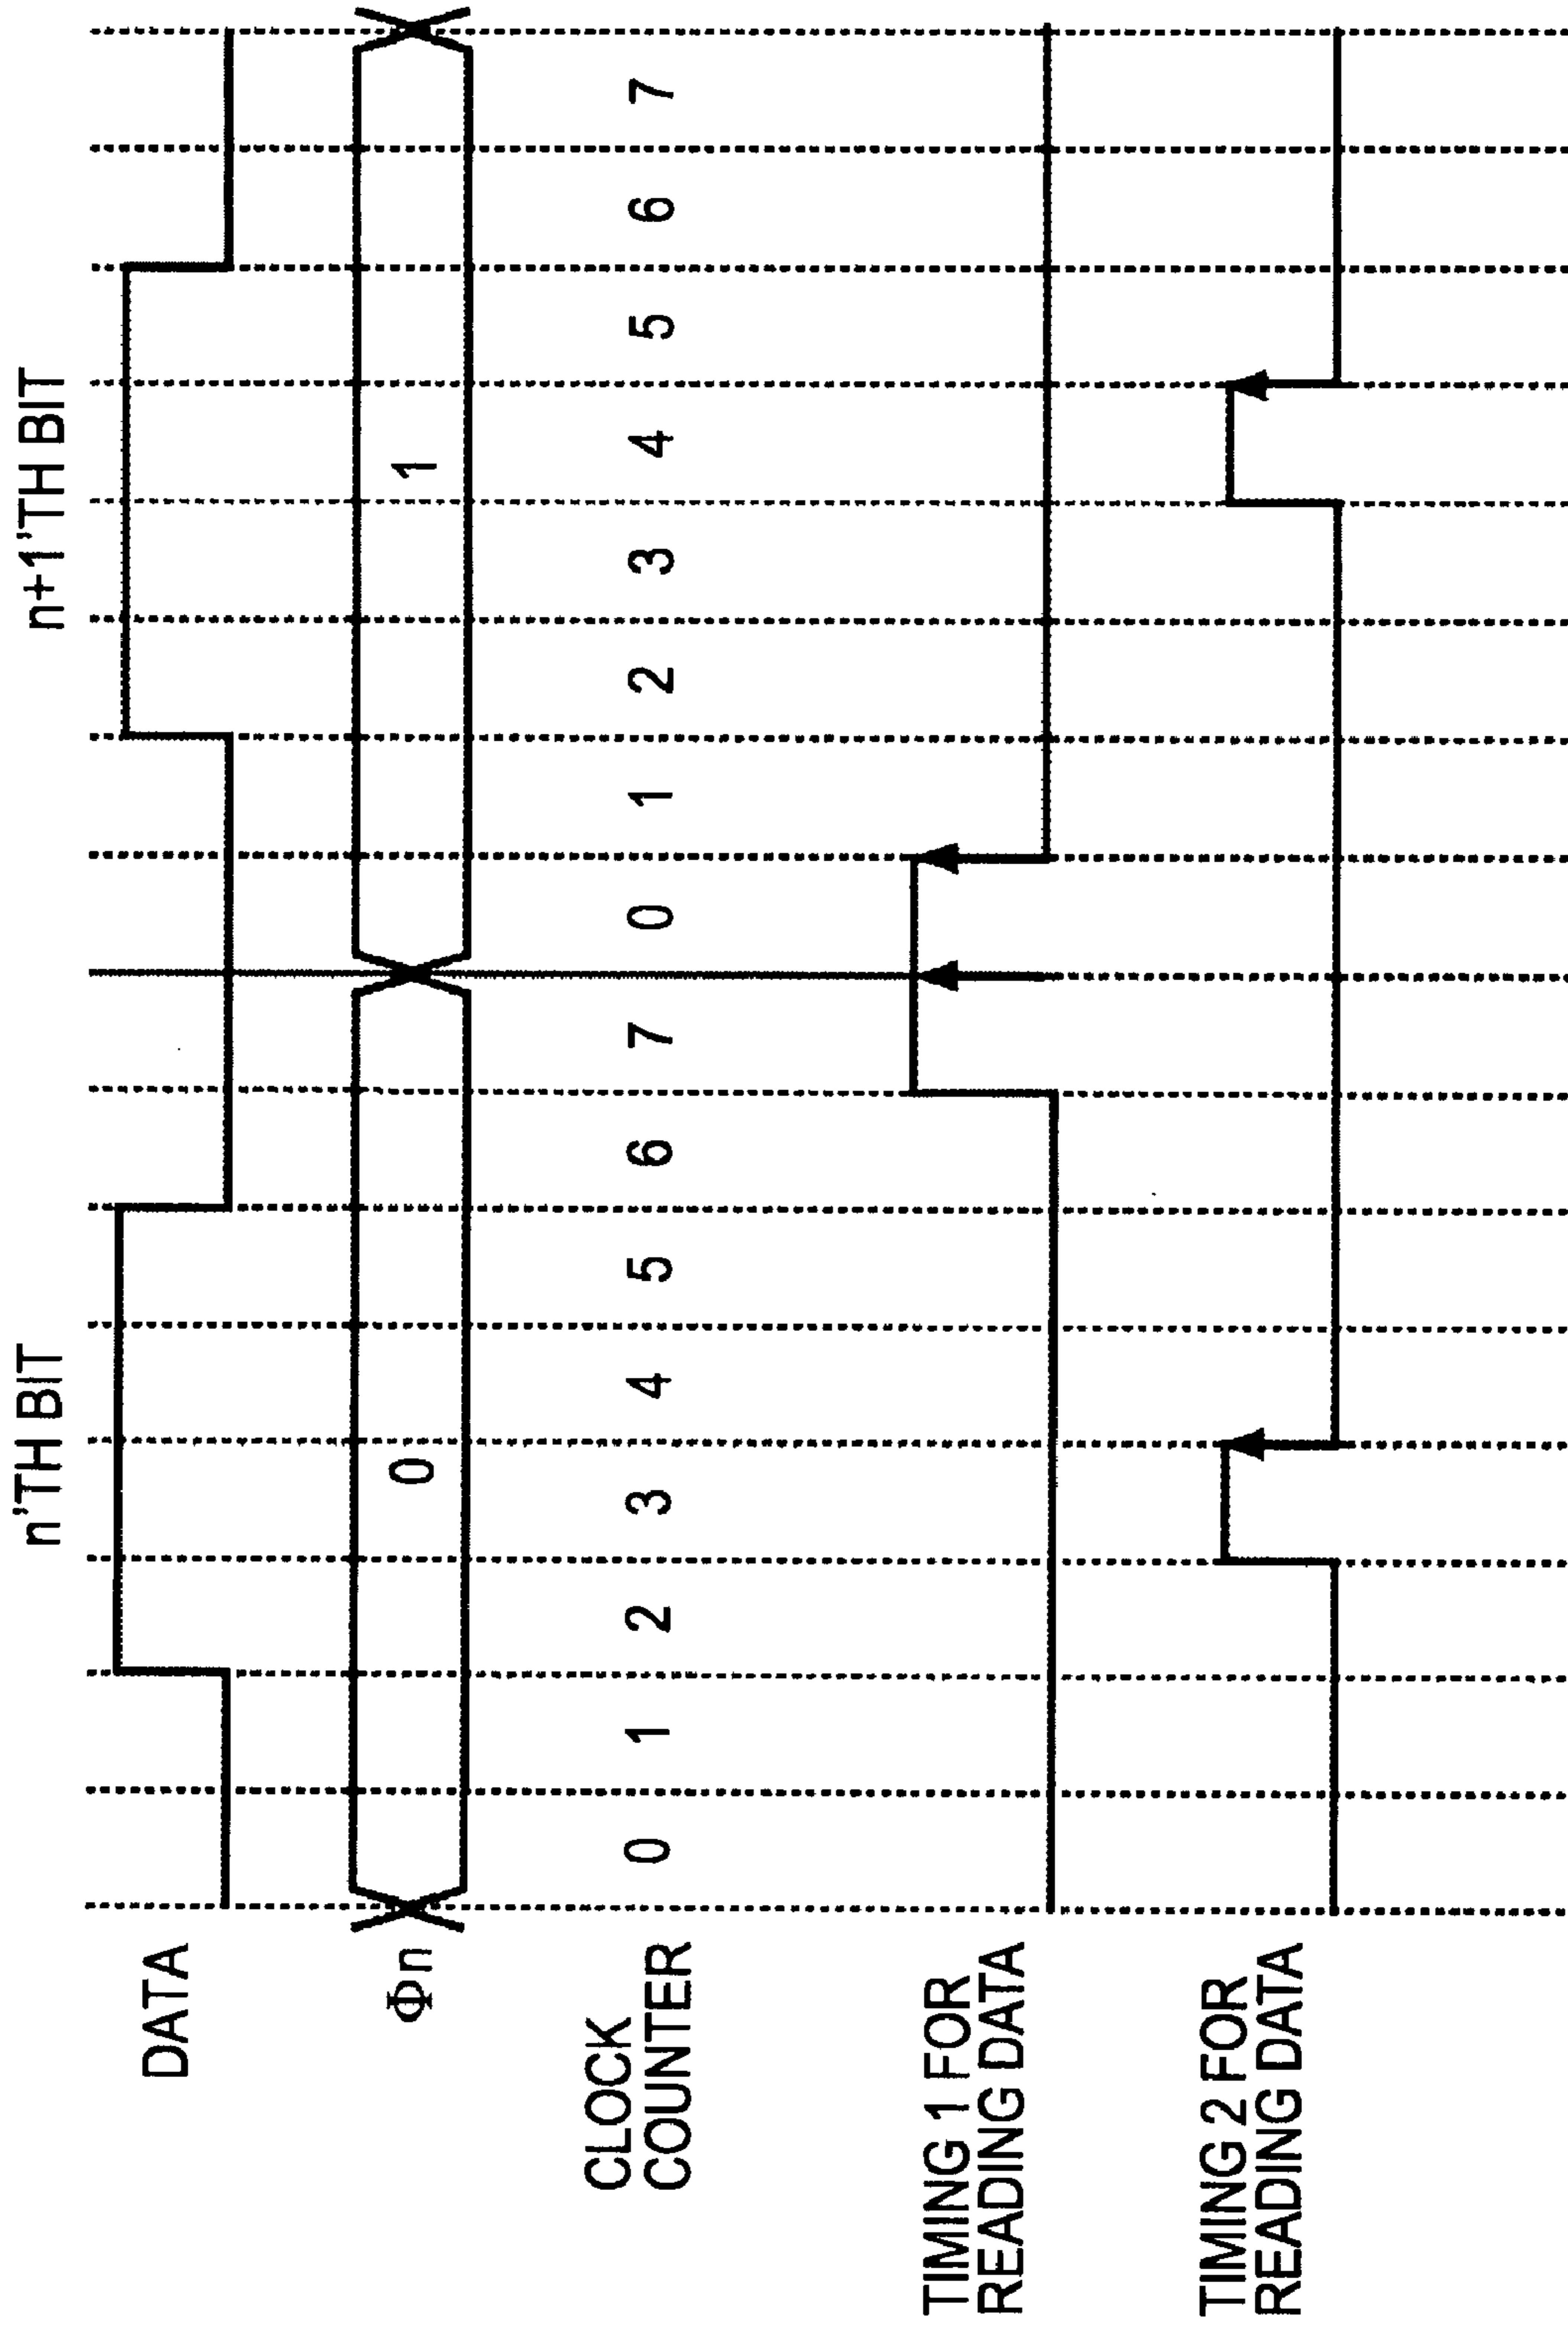 n'TH BIT
n+1'TH BIT
DATA
Φn
0
1
CLOCK
COUNTER
0 1 2 3 4 5 6 7 0 1 2 3 4 5 6 7
TIMING 1 FOR
READING DATA
TIMING 2 FOR
READING DATA